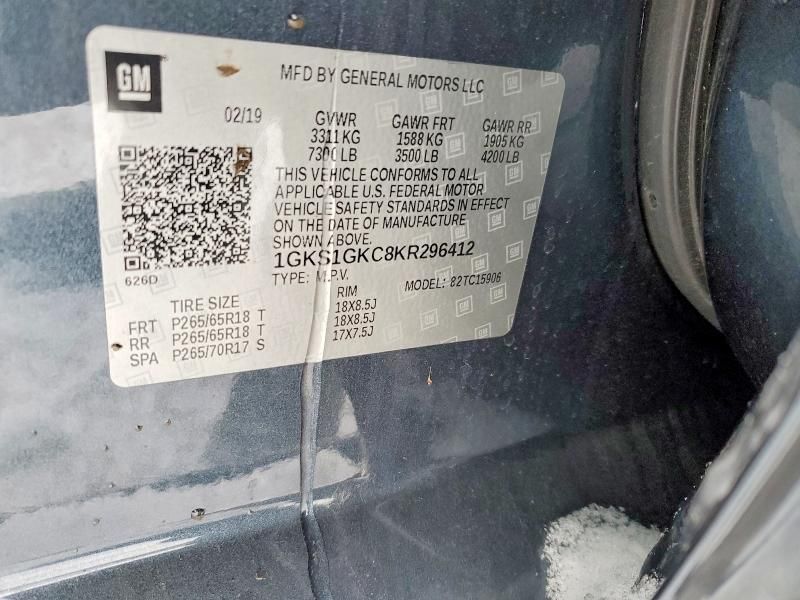 GM
MFD BY GENERAL MOTORS LLC
02/19
GVWR GAWR FRT GAWR RR
3311 KG 1588 KG 1905 KG
7300 LB 3500 LB 4200 LB
THIS VEHICLE CONFORMS TO ALL
APPLICABLE U.S. FEDERAL MOTOR
VEHICLE SAFETY STANDARDS IN EFFECT
ON THE DATE OF MANUFACTURE
SHOWN ABOVE.
1GKS1GKC8KR296412
626D
TYPE: M.P.V. MODEL: 82TC15906
TIRE SIZE RIM
FRT P265/65R18 T 18X8.5J
RR P265/65R18 T 18X8.5J
SPA P265/70R17 S 17X7.5J